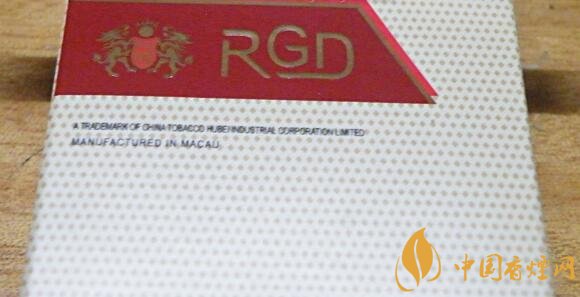 RGD
A TRADEMARK OF CHINA TOBACCO HUBEI INDUSTRIAL CORPORATION LIMITED
MANUFACTURED IN MACAU
中国香烟网